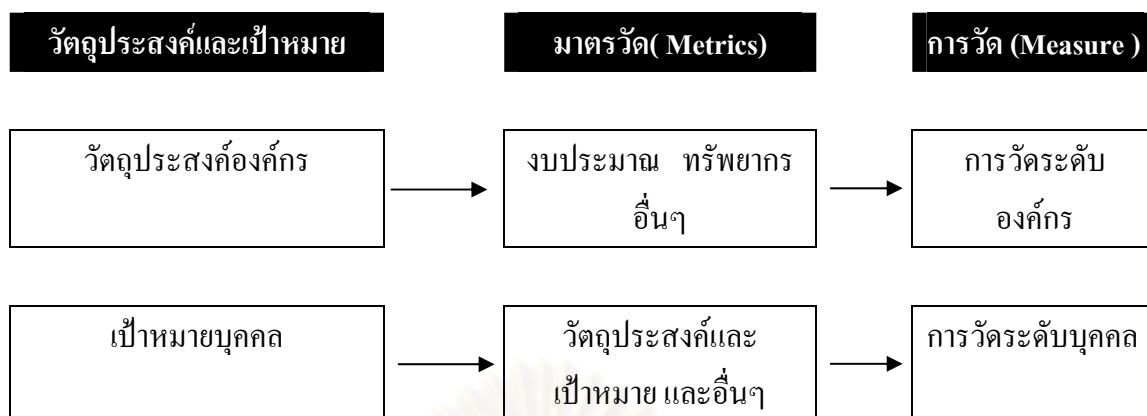 วัตถุประสงค์และเป้าหมาย
มาตรวัด( Metrics)
การวัด (Measure )
วัตถุประสงค์องค์กร
งบประมาณ ทรัพยากร
อื่นๆ
การวัดระดับ
องค์กร
เป้าหมายบุคคล
วัตถุประสงค์และ
เป้าหมาย และอื่นๆ
การวัดระดับบุคคล